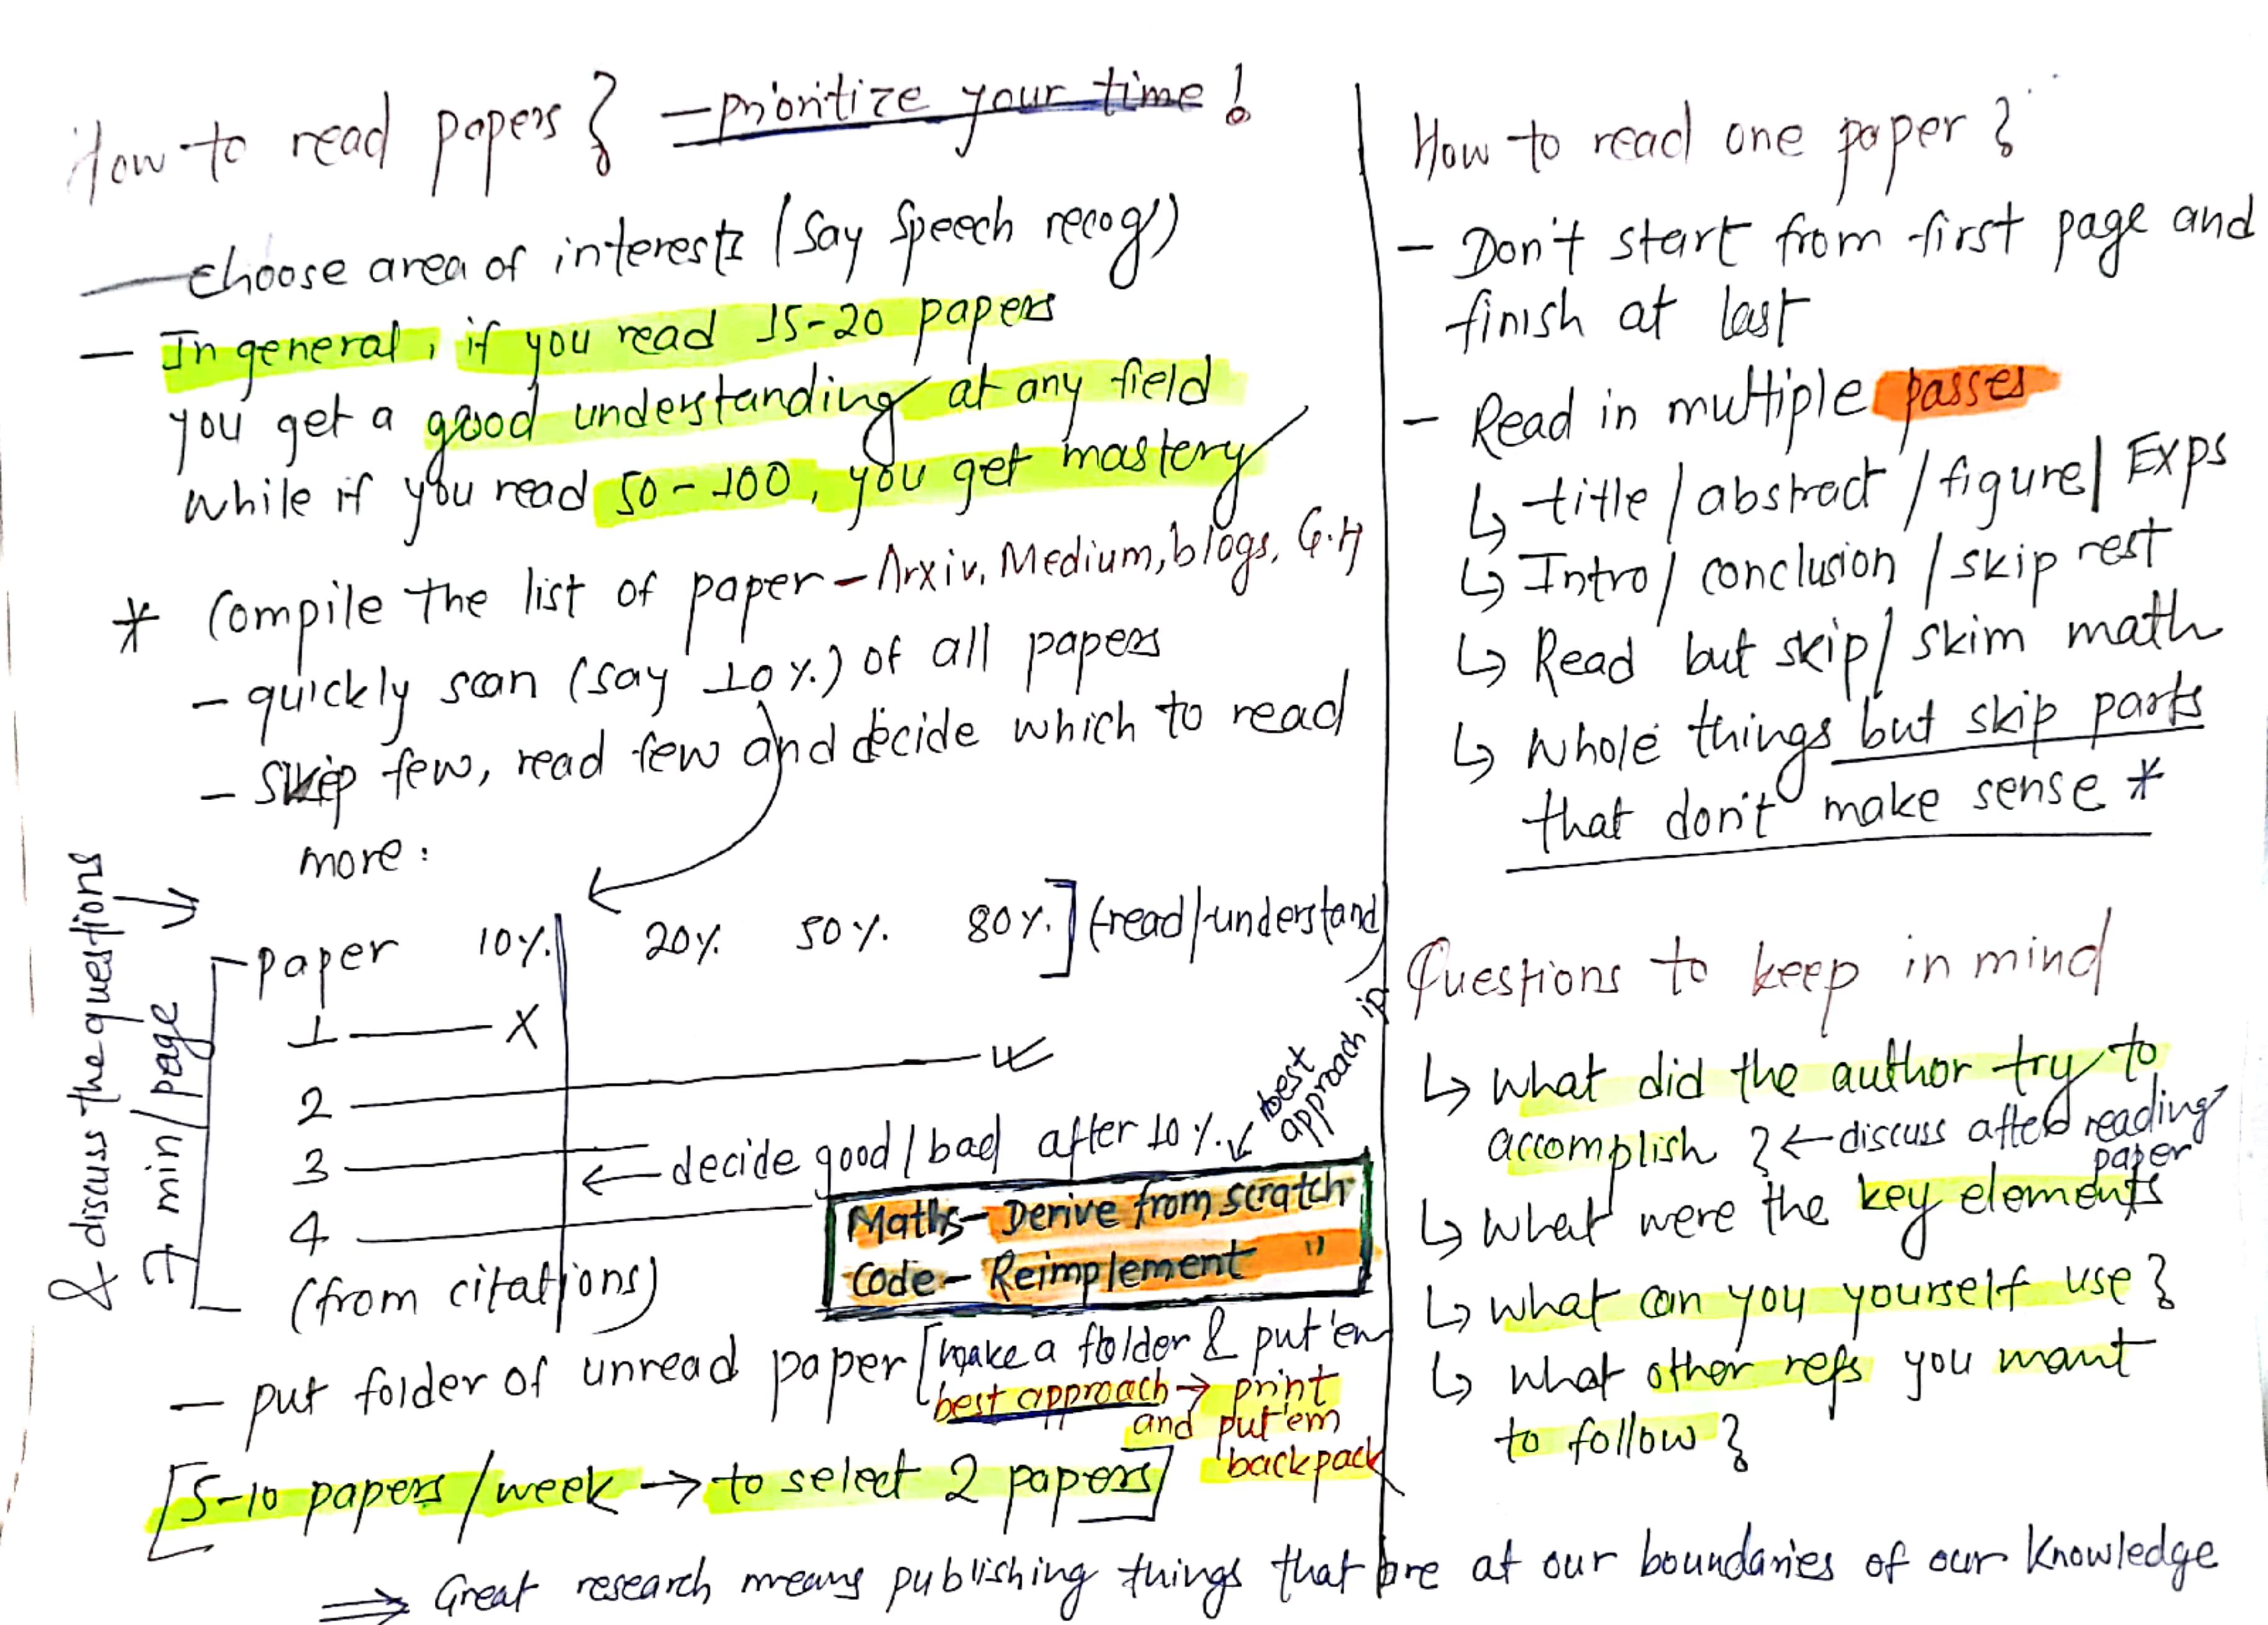 How to read papers? - prioritize your time!
- choose area of interests (say speech recog)
- In general, if you read 15-20 papers
you get a good understanding at any field
while if you read 50-100, you get mastery
* Compile the list of paper - Arxiv, Medium, blogs, G.H
- quickly scan (say 10%) of all papers
- Skip few, read few and decide which to read
more:
paper 10% 20% 50% 80%] (read/understand)
1 X
2
3 ← decide good/bad after 10%.
4
(from citations)
& discuss the questions
7 min/page
best
approach in
Maths - Derive from scratch
Code - Reimplement "
- put folder of unread paper [make a folder & put'em
best approach → print
and put'em
backpack
[5-10 papers/week → to select 2 papers]
How to read one paper?
- Don't start from first page and
finish at last
- Read in multiple passes
↳ title/abstract/figure/Exps
↳ Intro/conclusion/skip rest
↳ Read but skip/skim math
↳ Whole things but skip parts
that don't make sense *
Questions to keep in mind
↳ what did the author try to
accomplish? ← discuss after reading
paper
↳ what were the key elements
↳ what can you yourself use?
↳ what other refs you want
to follow?
⇒ Great research means publishing things that are at our boundaries of our knowledge